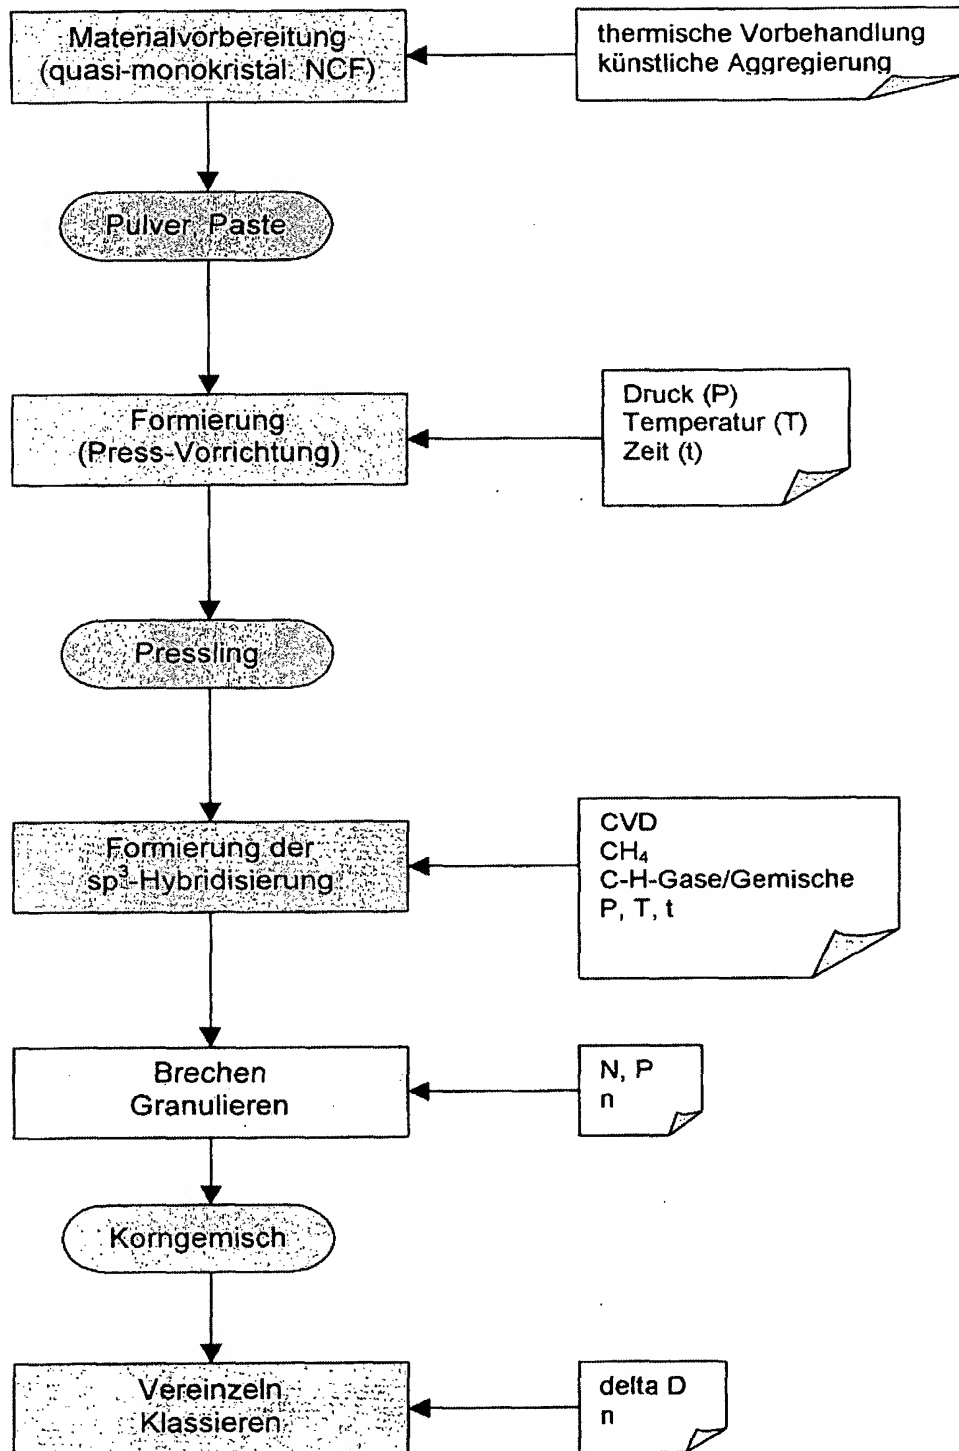 Materialvorbereitung
(quasi-monokristal. NCF)
thermische Vorbehandlung
künstliche Aggregierung
Pulver, Paste
Formierung
(Press-Vorrichtung)
Druck (P)
Temperatur (T)
Zeit (t)
Pressling
Formierung der
sp³-Hybridisierung
CVD
CH₄
C-H-Gase/Gemische
P, T, t
Brechen
Granulieren
N, P
n
Korngemisch
Vereinzeln
Klassieren
delta D
n